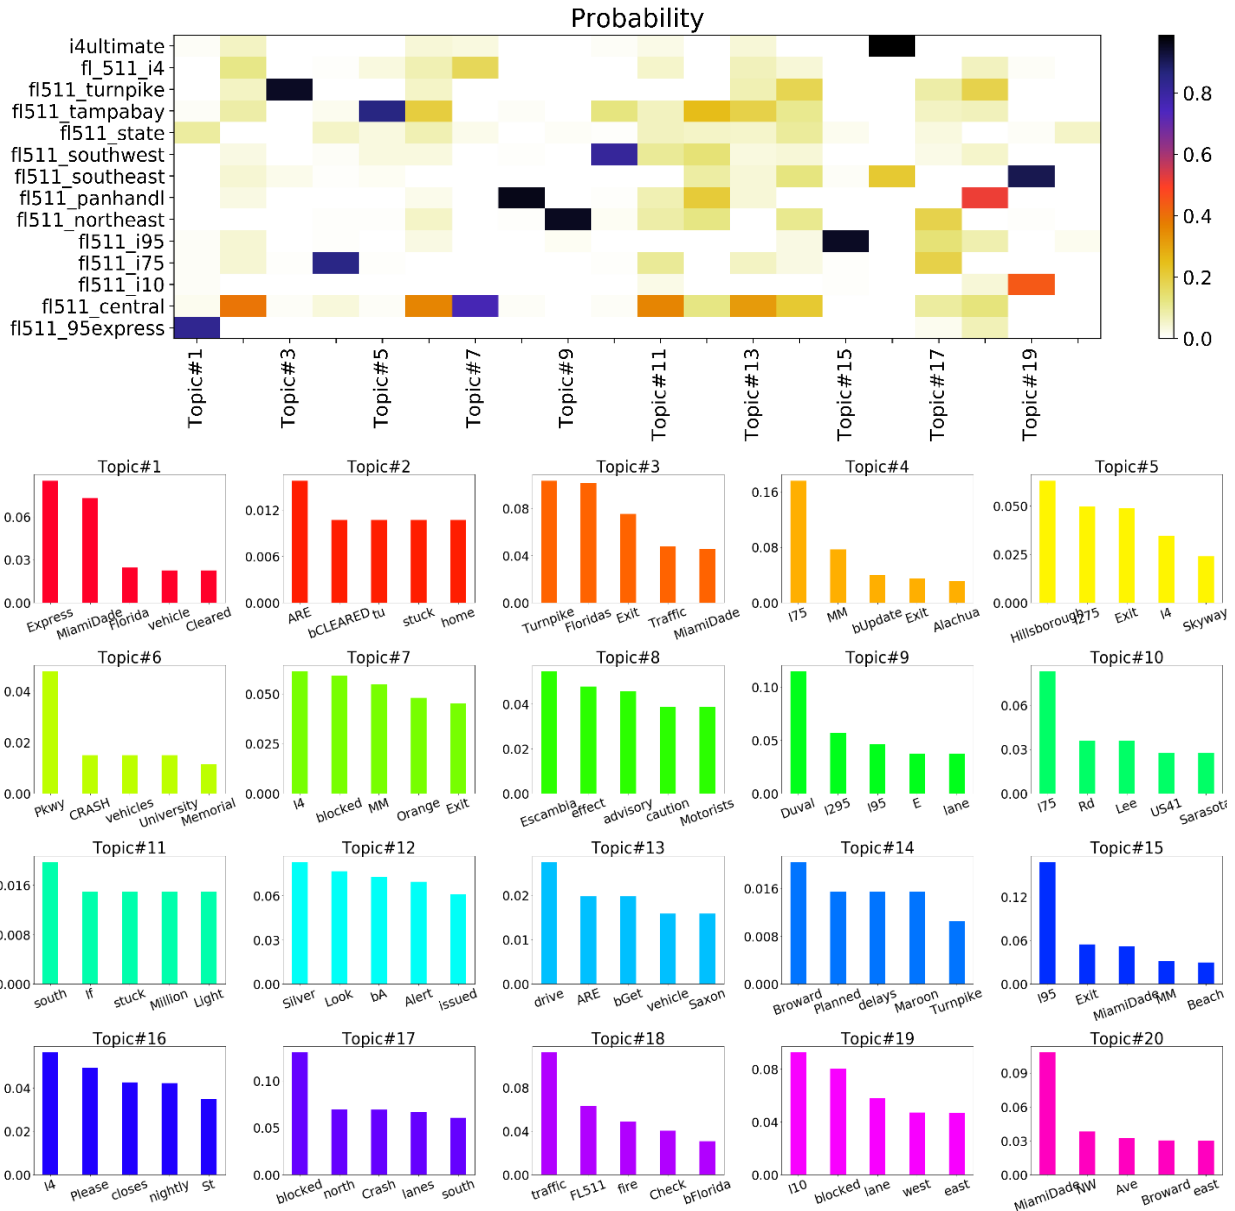 Probability
i4ultimate
fl_511_i4
fl511_turnpike
fl511_tampabay
fl511_state
fl511_southwest
fl511_southeast
fl511_panhandl
fl511_northeast
fl511_i95
fl511_i75
fl511_i10
fl511_central
fl511_95express
0.8
0.6
0.4
0.2
0.0
Topic#1 Topic#3 Topic#5 Topic#7 Topic#9 Topic#11 Topic#13 Topic#15 Topic#17 Topic#19
Topic#1
0.06
0.03
0.00
Express MiamiDade Florida vehicle Cleared
Topic#2
0.012
0.006
0.000
ARE bCLEARED tu stuck home
Topic#3
0.08
0.04
0.00
Turnpike Floridas Exit Traffic MiamiDade
Topic#4
0.16
0.08
0.00
I75 MM bUpdate Exit Alachua
Topic#5
0.050
0.025
0.000
Hillsborough I275 Exit I4 Skyway
Topic#6
0.04
0.02
0.00
Pkwy CRASH vehicles University Memorial
Topic#7
0.050
0.025
0.000
I4 blocked MM Orange Exit
Topic#8
0.04
0.02
0.00
Escambia effect advisory caution Motorists
Topic#9
0.10
0.05
0.00
Duval I295 I95 E lane
Topic#10
0.06
0.03
0.00
I75 Rd Lee US41 Sarasota
Topic#11
0.016
0.008
0.000
south If stuck Million Light
Topic#12
0.06
0.03
0.00
Silver Look bA Alert issued
Topic#13
0.02
0.01
0.00
drive ARE bGet vehicle Saxon
Topic#14
0.016
0.008
0.000
Broward Planned delays Maroon Turnpike
Topic#15
0.12
0.06
0.00
I95 Exit MiamiDade MM Beach
Topic#16
0.04
0.02
0.00
I4 Please closes nightly St
Topic#17
0.10
0.05
0.00
blocked north Crash lanes south
Topic#18
0.08
0.04
0.00
traffic FL511 fire Check bFlorida
Topic#19
0.08
0.04
0.00
I10 blocked lane west east
Topic#20
0.09
0.06
0.03
0.00
MiamiDade NW Ave Broward east